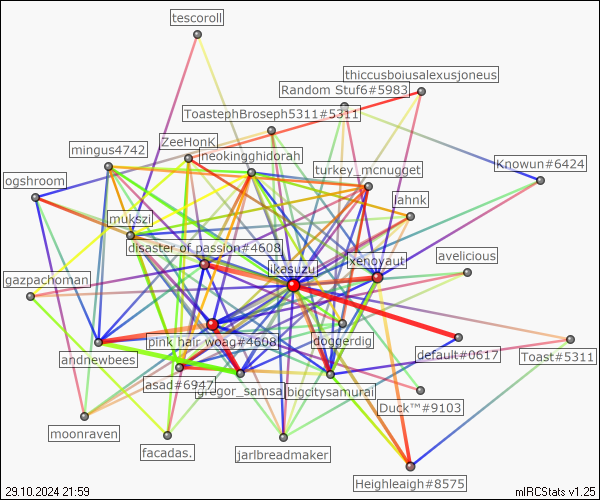 tescoroll
thiccusboiusalexusjoneus
Random Stuf6#5983
ToastephBroseph5311#5311
ZeeHonK
mingus4742
neokingghidorah
turkey_mcnugget
Knowun#6424
ogshroom
lahnk
mukszi
disaster of passion#4608
ikasuzu
xenoyaut
avelicious
gazpachoman
pink hair woag#4608
doggerdig
default#0617
andnewbees
Toast#5311
asad#6947
gregor_samsa
bigcitysamurai
Duck™#9103
moonraven
facadas.
jarlbreadmaker
Heighleaigh#8575
29.10.2024 21:59
mIRCStats v1.25